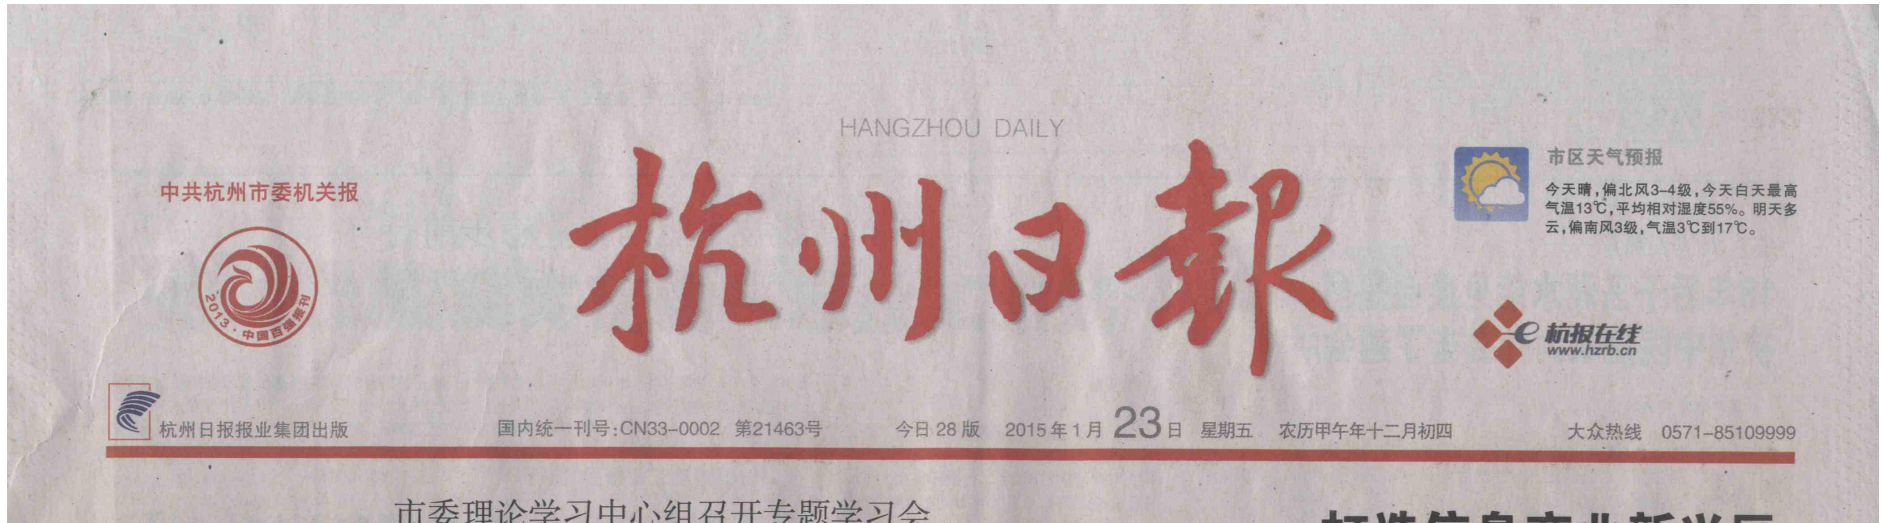 HANGZHOU DAILY
中共杭州市委机关报
杭州日報
市区天气预报
今天晴，偏北风3-4级，今天白天最高
气温13℃，平均相对湿度55%。明天多
云，偏南风3级，气温3℃到17℃。
2013·中国百强报刊
e 杭报在线
www.hzrb.cn
杭州日报报业集团出版 国内统一刊号:CN33-0002 第21463号 今日28版 2015年1月23日 星期五 农历甲午年十二月初四 大众热线 0571-85109999
市委理论学习中心组召开专题学习会
打造信息产业新